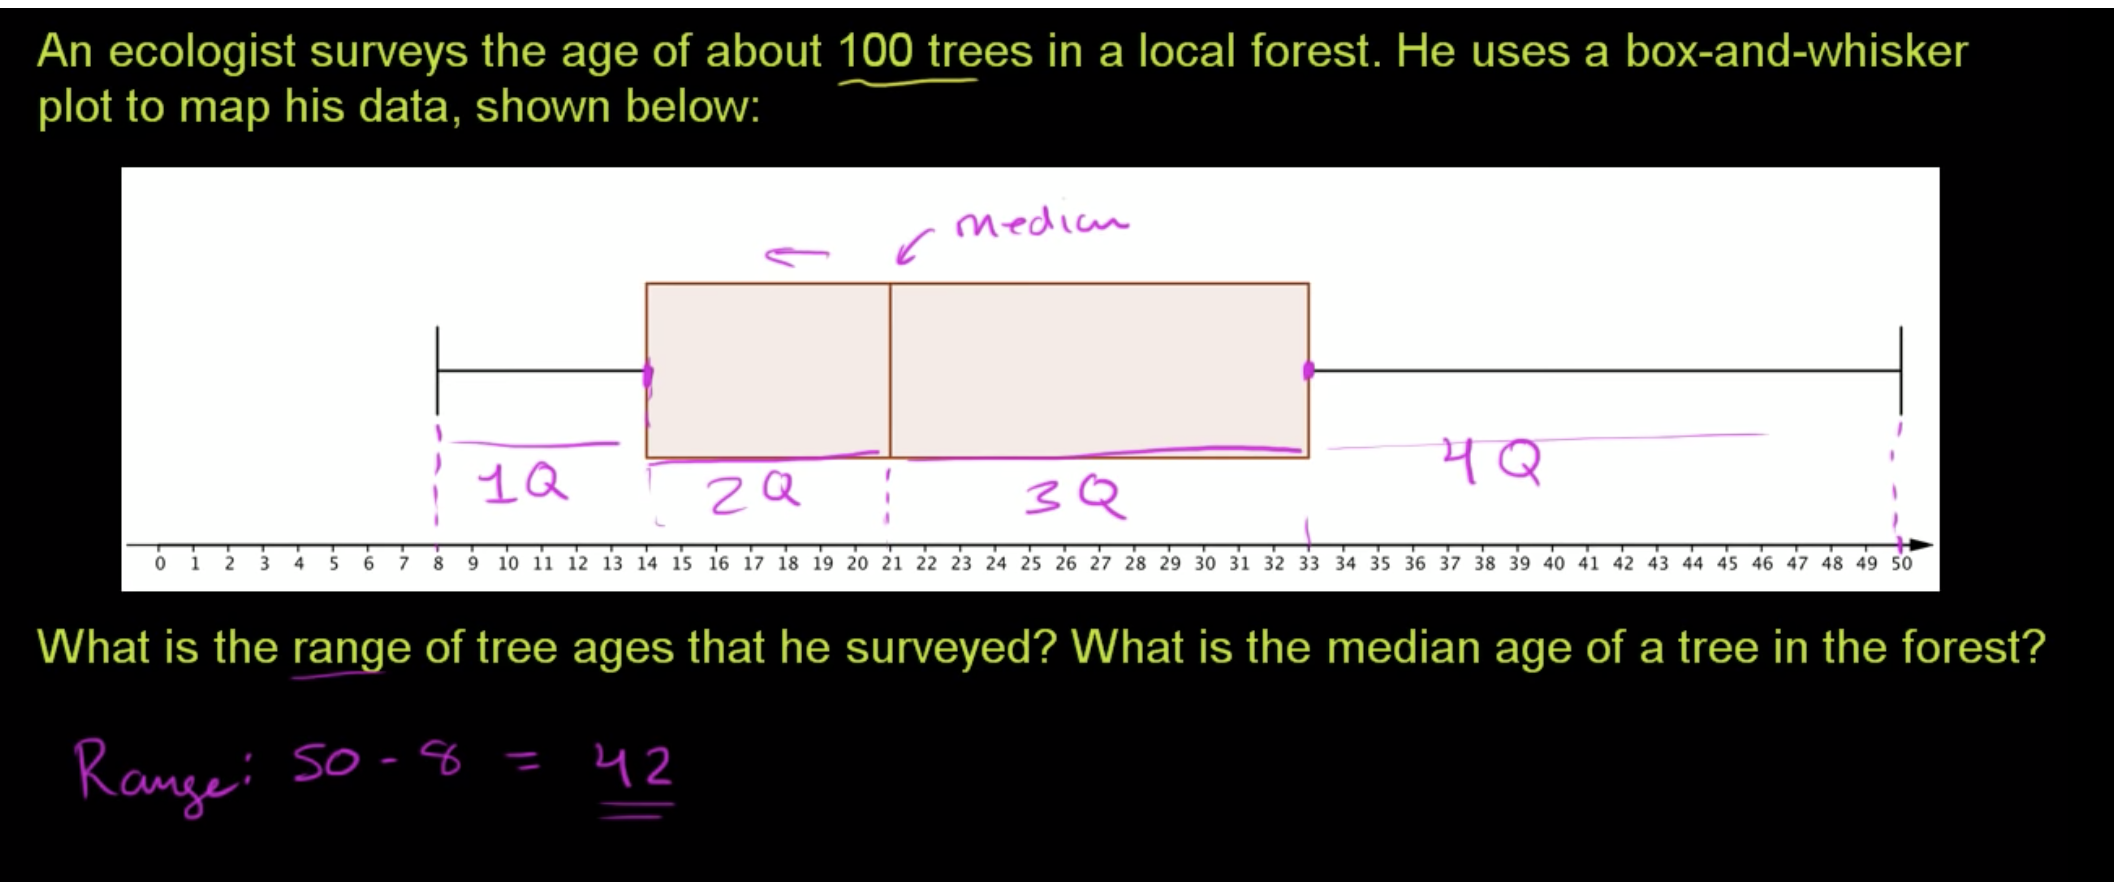 An ecologist surveys the age of about 100 trees in a local forest. He uses a box-and-whisker
plot to map his data, shown below:
median
1Q 2Q 3Q 4Q
0 1 2 3 4 5 6 7 8 9 10 11 12 13 14 15 16 17 18 19 20 21 22 23 24 25 26 27 28 29 30 31 32 33 34 35 36 37 38 39 40 41 42 43 44 45 46 47 48 49 50
What is the range of tree ages that he surveyed? What is the median age of a tree in the forest?
Range: 50 - 8 = 42